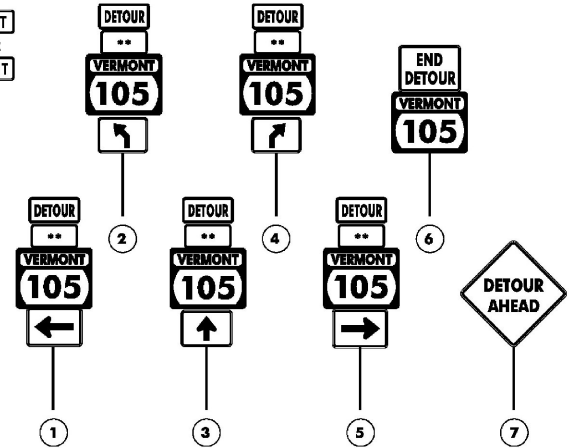 T
T
DETOUR
**
VERMONT
105
2
DETOUR
**
VERMONT
105
4
END
DETOUR
VERMONT
105
6
DETOUR
**
VERMONT
105
1
DETOUR
**
VERMONT
105
3
DETOUR
**
VERMONT
105
5
DETOUR
AHEAD
7